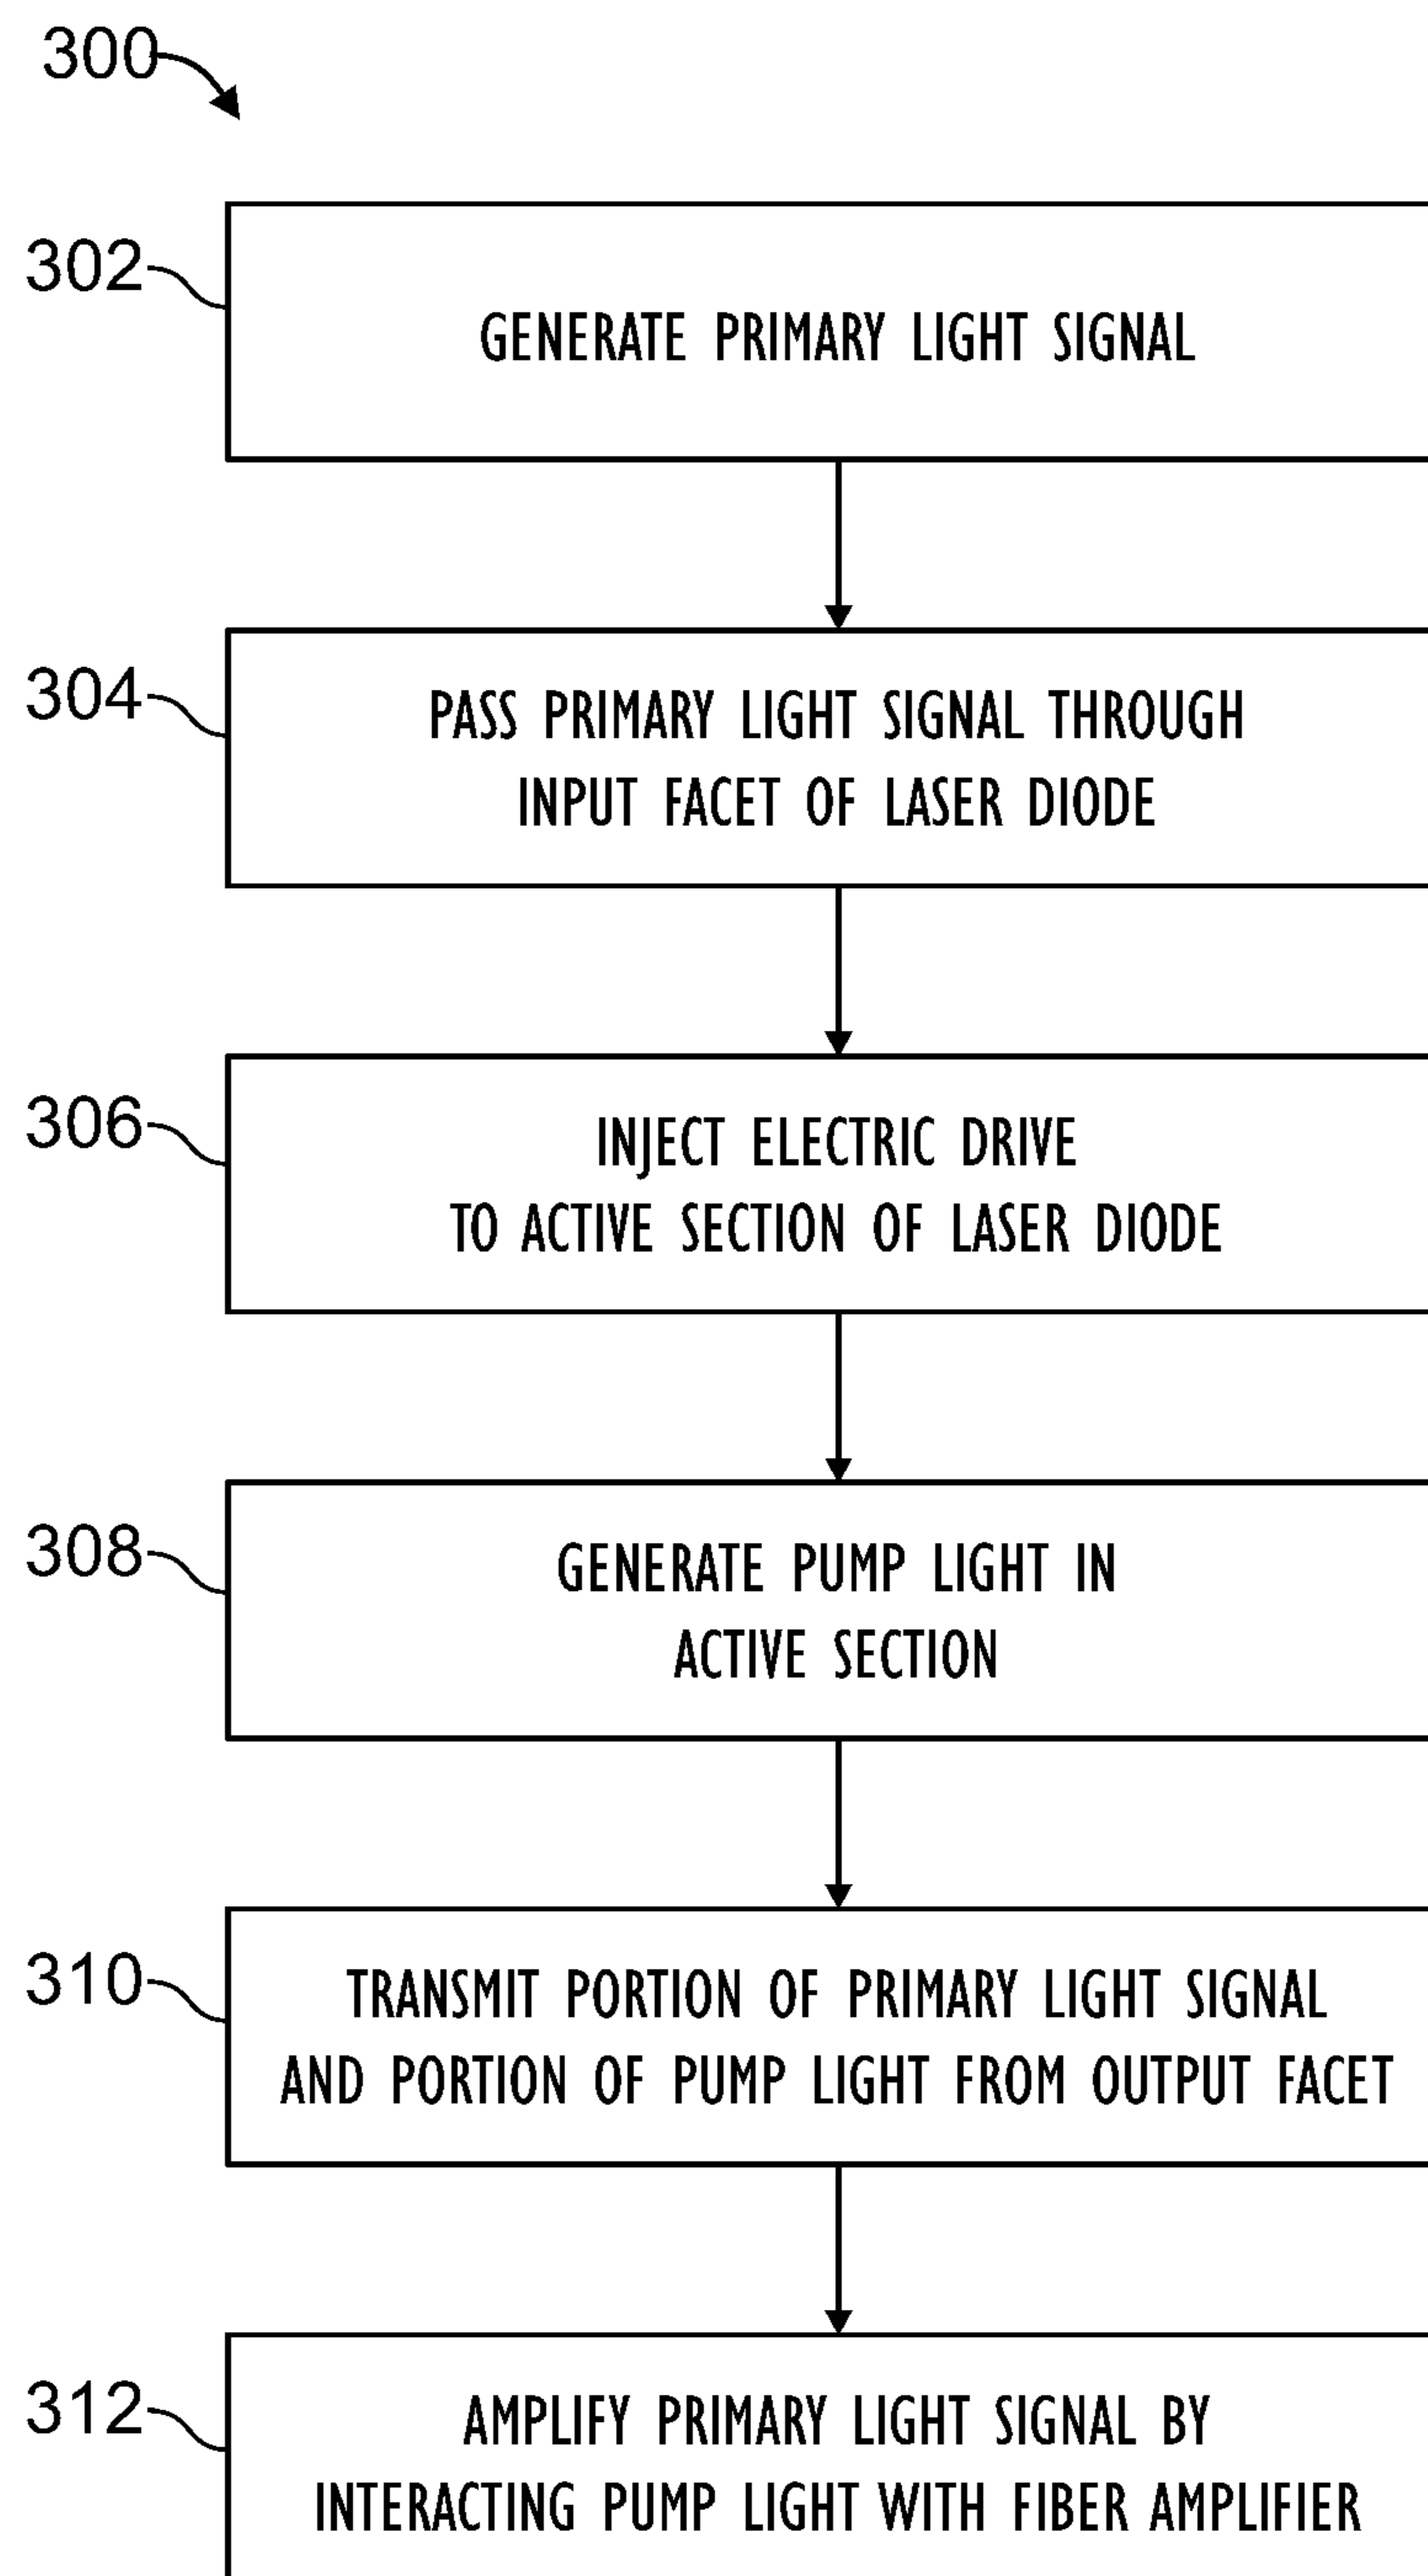 300
302
GENERATE PRIMARY LIGHT SIGNAL
304
PASS PRIMARY LIGHT SIGNAL THROUGH
INPUT FACET OF LASER DIODE
306
INJECT ELECTRIC DRIVE
TO ACTIVE SECTION OF LASER DIODE
308
GENERATE PUMP LIGHT IN
ACTIVE SECTION
310
TRANSMIT PORTION OF PRIMARY LIGHT SIGNAL
AND PORTION OF PUMP LIGHT FROM OUTPUT FACET
312
AMPLIFY PRIMARY LIGHT SIGNAL BY
INTERACTING PUMP LIGHT WITH FIBER AMPLIFIER